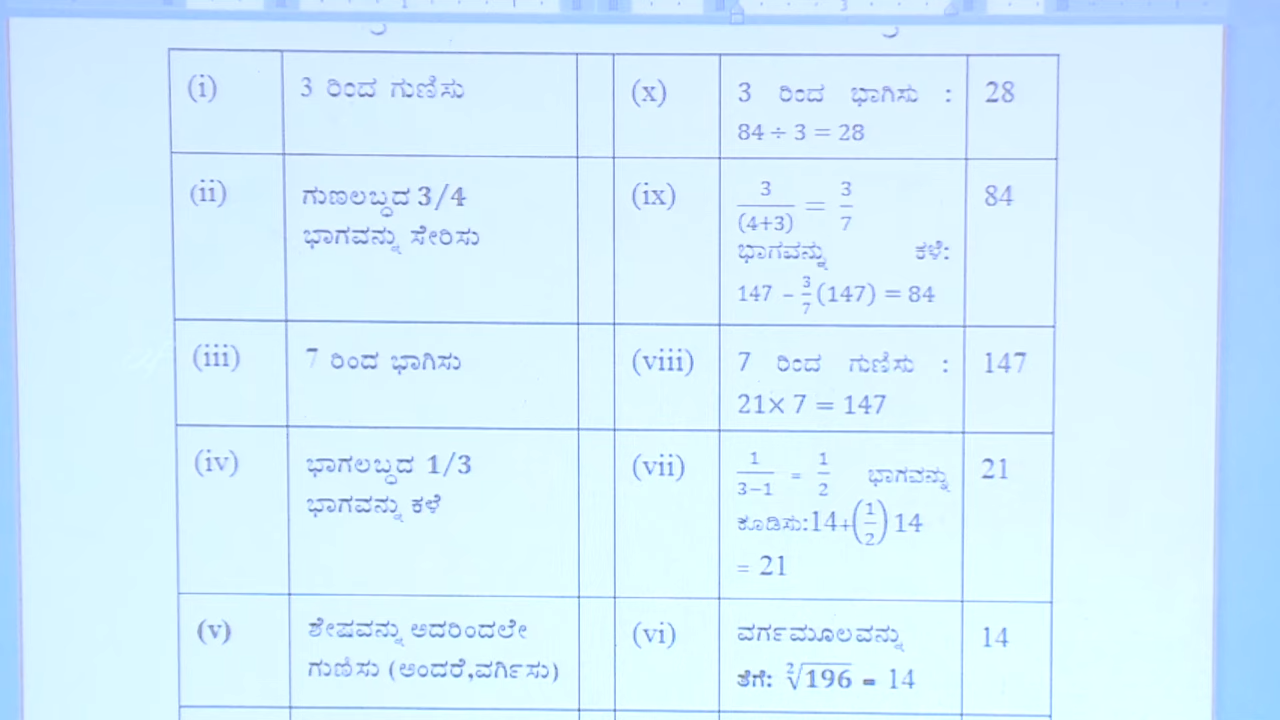 (i) 3 ರಿಂದ ಗುಣಿಸು (x) 3 ರಿಂದ ಭಾಗಿಸು : 28
84 ÷ 3 = 28
(ii) ಗುಣಲಬ್ಧದ 3/4 (ix) 3/(4+3) = 3/7 84
ಭಾಗವನ್ನು ಸೇರಿಸು ಭಾಗವನ್ನು ಕಳೆ:
147 − 3/7(147) = 84
(iii) 7 ರಿಂದ ಭಾಗಿಸು (viii) 7 ರಿಂದ ಗುಣಿಸು : 147
21× 7 = 147
(iv) ಭಾಗಲಬ್ಧದ 1/3 (vii) 1/(3−1) = 1/2 ಭಾಗವನ್ನು 21
ಭಾಗವನ್ನು ಕಳೆ ಕೂಡಿಸು:14+(1/2)14
= 21
(v) ಶೇಷವನ್ನು ಅದರಿಂದಲೇ (vi) ವರ್ಗಮೂಲವನ್ನು 14
ಗುಣಿಸು (ಅಂದರೆ,ವರ್ಗಿಸು) ತೆಗೆ: ²√196 = 14